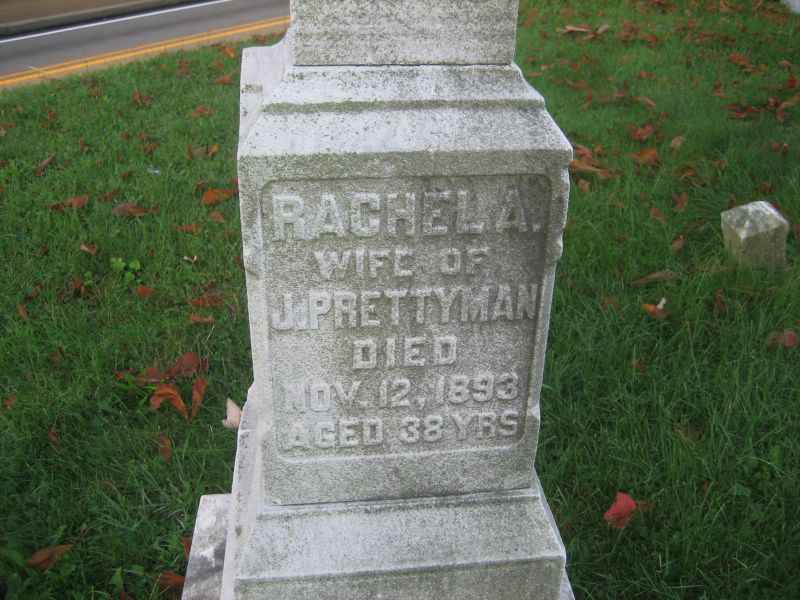 RACHEL A.
WIFE OF
J. PRETTYMAN
DIED
NOV. 12, 1893
AGED 38 YRS